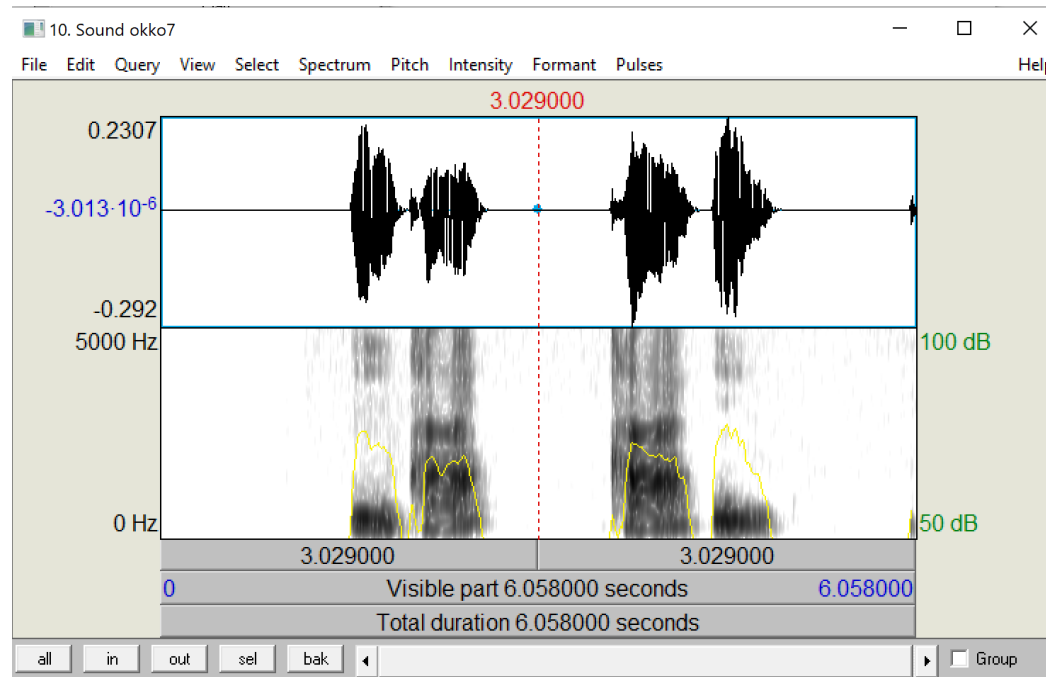 10. Sound okko7
File Edit Query View Select Spectrum Pitch Intensity Formant Pulses Help
3.029000
0.2307
-3.013·10-6
-0.292
5000 Hz 100 dB
0 Hz 50 dB
3.029000 3.029000
0 Visible part 6.058000 seconds 6.058000
Total duration 6.058000 seconds
all in out sel bak Group